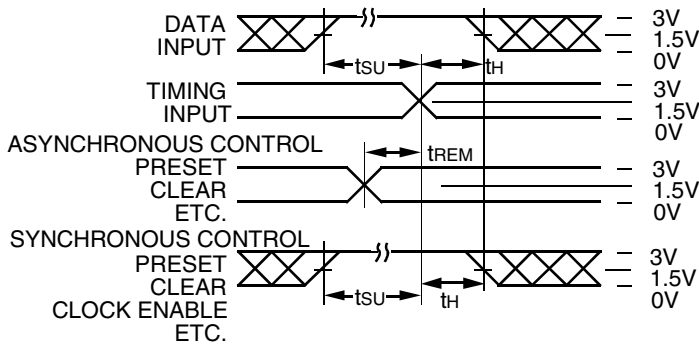 DATA
INPUT
tSU
tH
3V
1.5V
0V
TIMING
INPUT
3V
1.5V
0V
ASYNCHRONOUS CONTROL
PRESET
CLEAR
ETC.
tREM
3V
1.5V
0V
SYNCHRONOUS CONTROL
PRESET
CLEAR
CLOCK ENABLE
ETC.
tSU
tH
3V
1.5V
0V